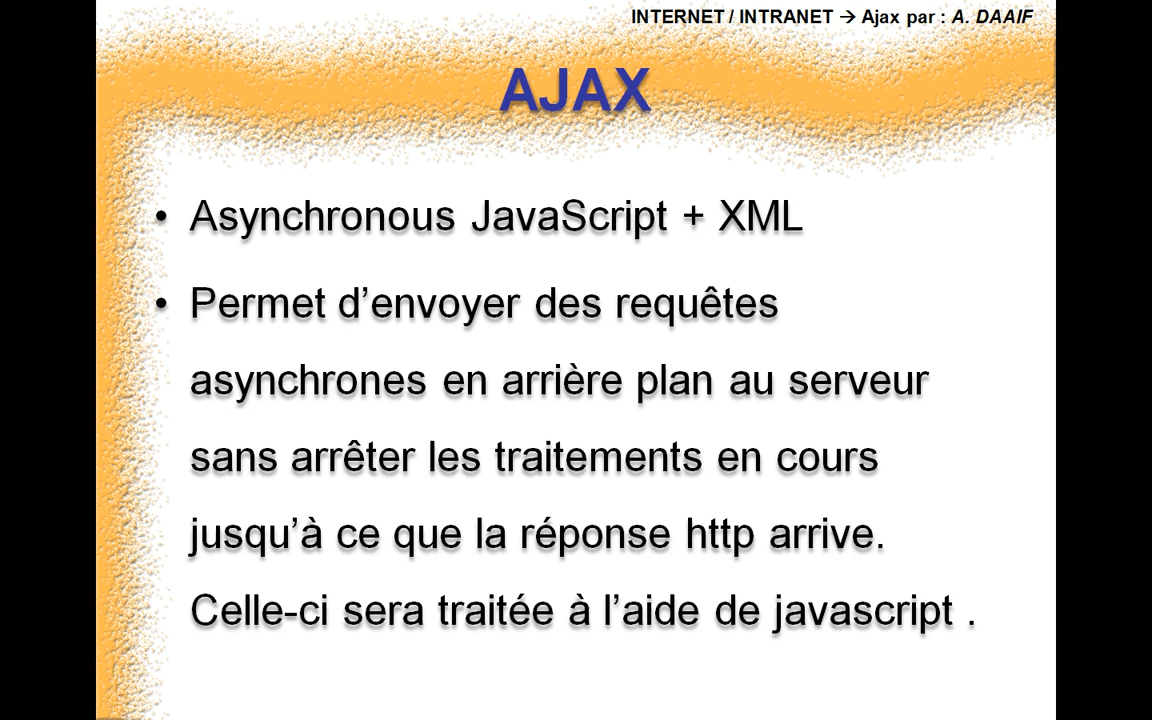 INTERNET / INTRANET → Ajax par : A. DAAIF
AJAX
• Asynchronous JavaScript + XML
• Permet d’envoyer des requêtes
asynchrones en arrière plan au serveur
sans arrêter les traitements en cours
jusqu’à ce que la réponse http arrive.
Celle-ci sera traitée à l’aide de javascript .